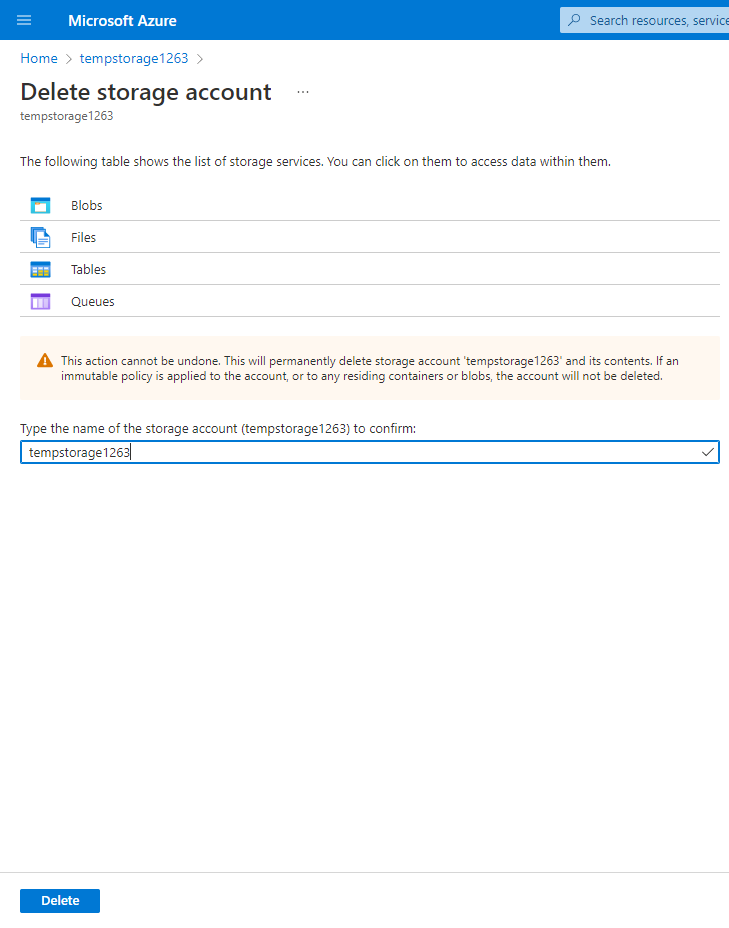 Microsoft Azure
Search resources, service
Home > tempstorage1263 >
Delete storage account ...
tempstorage1263
The following table shows the list of storage services. You can click on them to access data within them.
Blobs
Files
Tables
Queues
This action cannot be undone. This will permanently delete storage account 'tempstorage1263' and its contents. If an
immutable policy is applied to the account, or to any residing containers or blobs, the account will not be deleted.
Type the name of the storage account (tempstorage1263) to confirm:
tempstorage1263
Delete